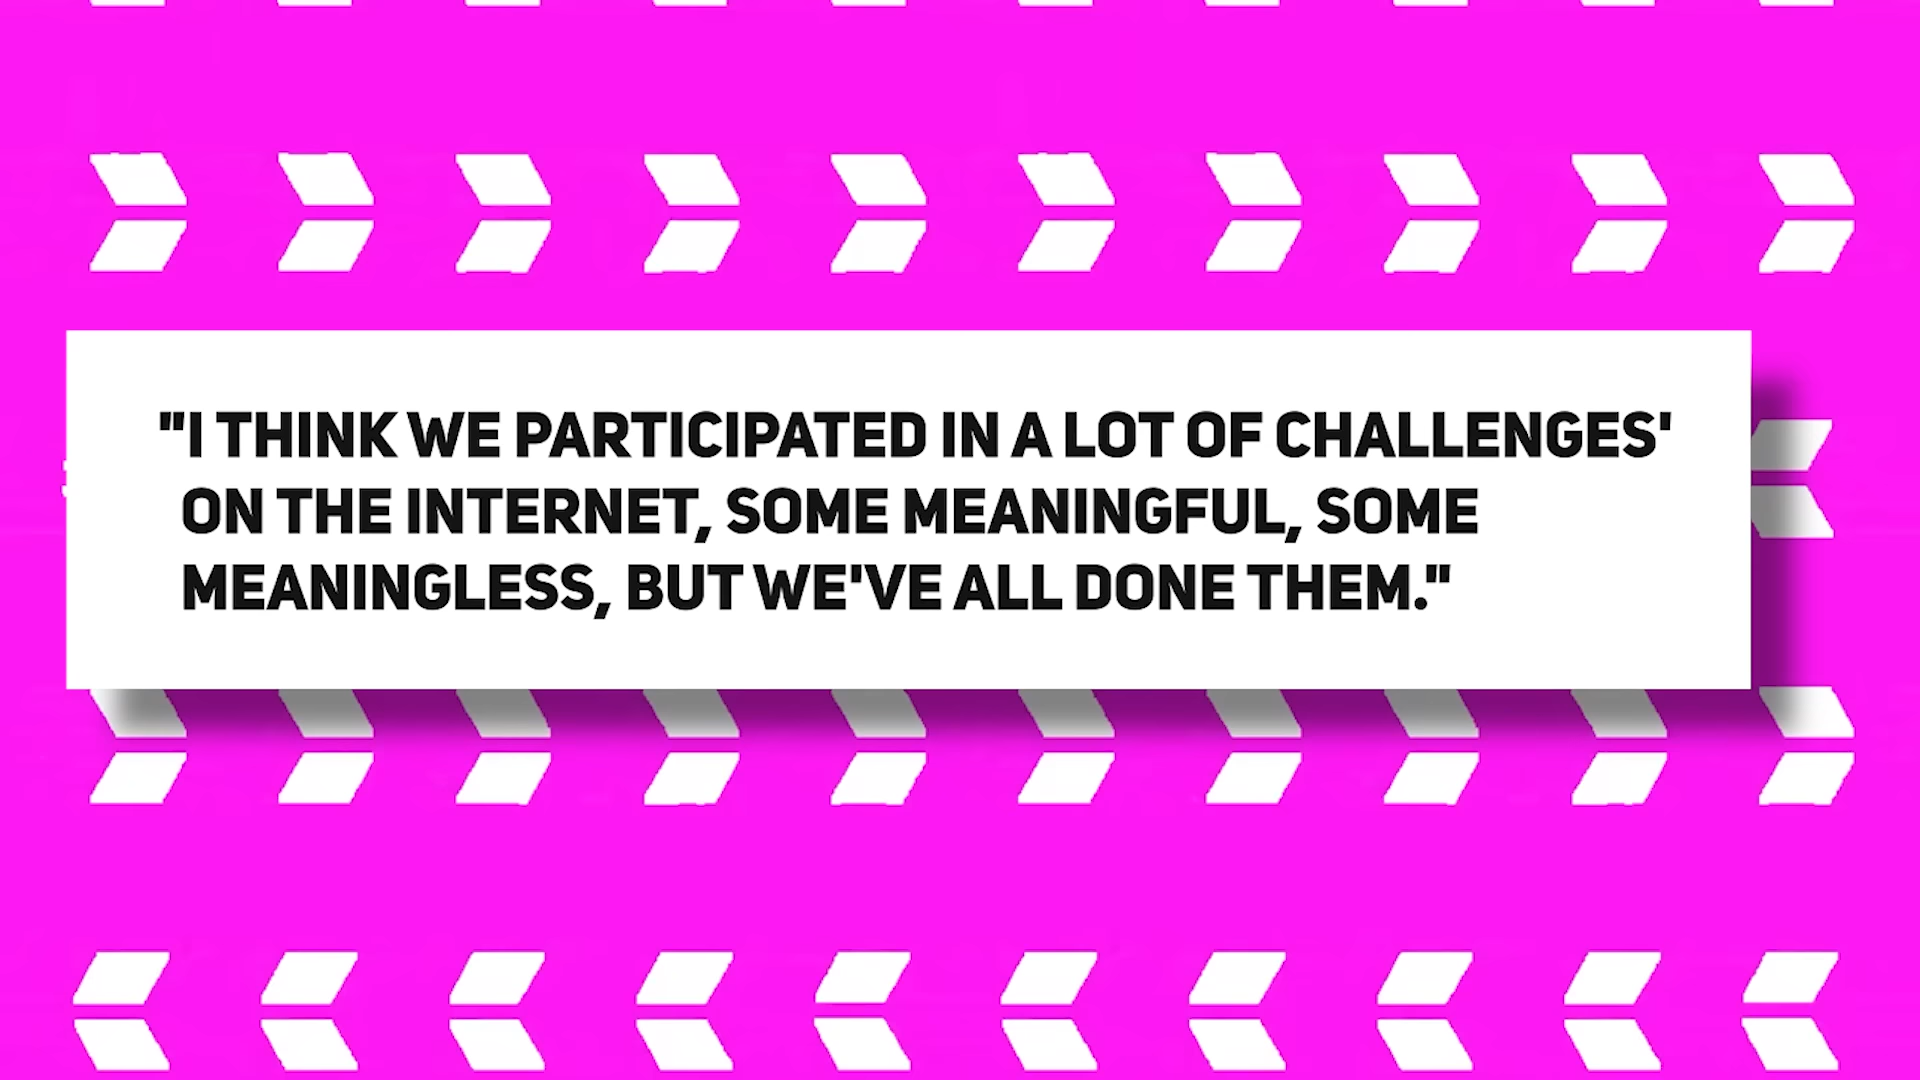 "I THINK WE PARTICIPATED IN A LOT OF CHALLENGES'
ON THE INTERNET, SOME MEANINGFUL, SOME
MEANINGLESS, BUT WE'VE ALL DONE THEM."